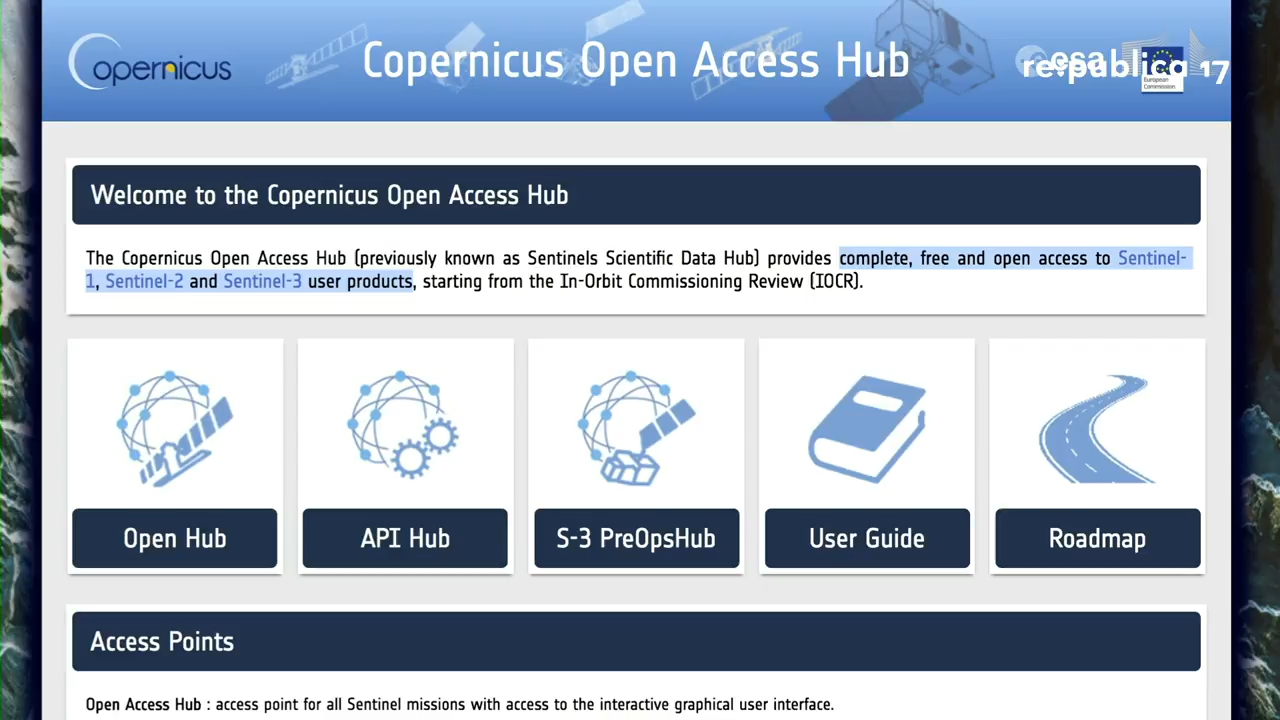 opernicus
Copernicus Open Access Hub
esa
re:publica 17
European
Commission
Welcome to the Copernicus Open Access Hub
The Copernicus Open Access Hub (previously known as Sentinels Scientific Data Hub) provides complete, free and open access to Sentinel-
1, Sentinel-2 and Sentinel-3 user products, starting from the In-Orbit Commissioning Review (IOCR).
Open Hub
API Hub
S-3 PreOpsHub
User Guide
Roadmap
Access Points
Open Access Hub : access point for all Sentinel missions with access to the interactive graphical user interface.